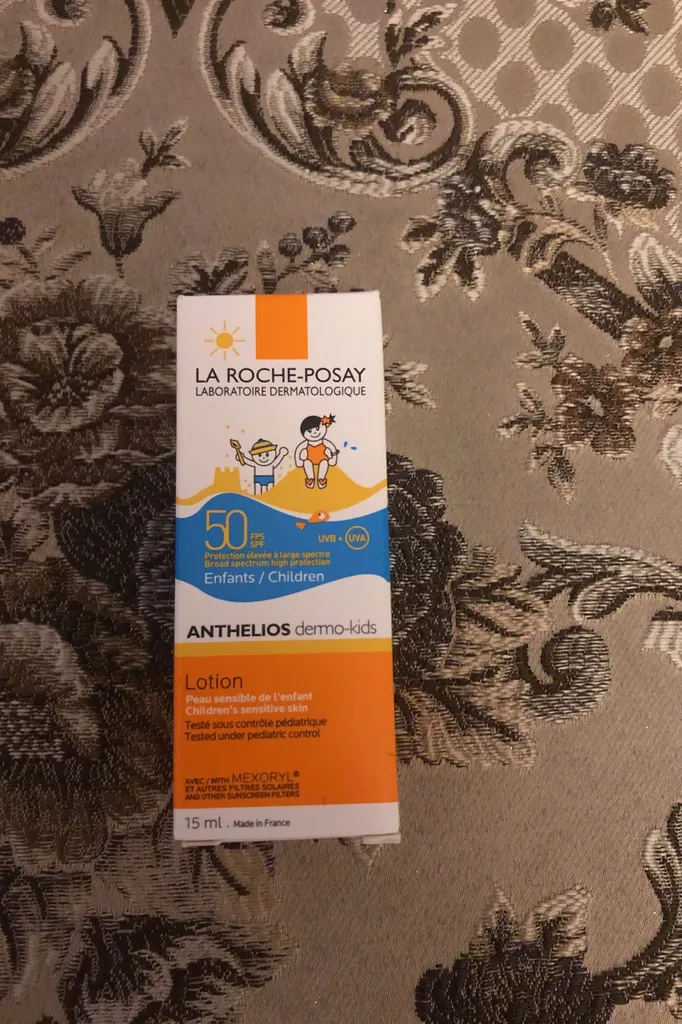 LA ROCHE-POSAY
LABORATOIRE DERMATOLOGIQUE
50 FPS SPF
UVB + UVA
Protection élevée à large spectre
Broad spectrum high protection
Enfants / Children
ANTHELIOS dermo-kids
Lotion
Peau sensible de l'enfant
Children's sensitive skin
Testé sous contrôle pédiatrique
Tested under pediatric control
AVEC / WITH MEXORYL®
ET AUTRES FILTRES SOLAIRES
AND OTHER SUNSCREEN FILTERS
15 ml . Made in France